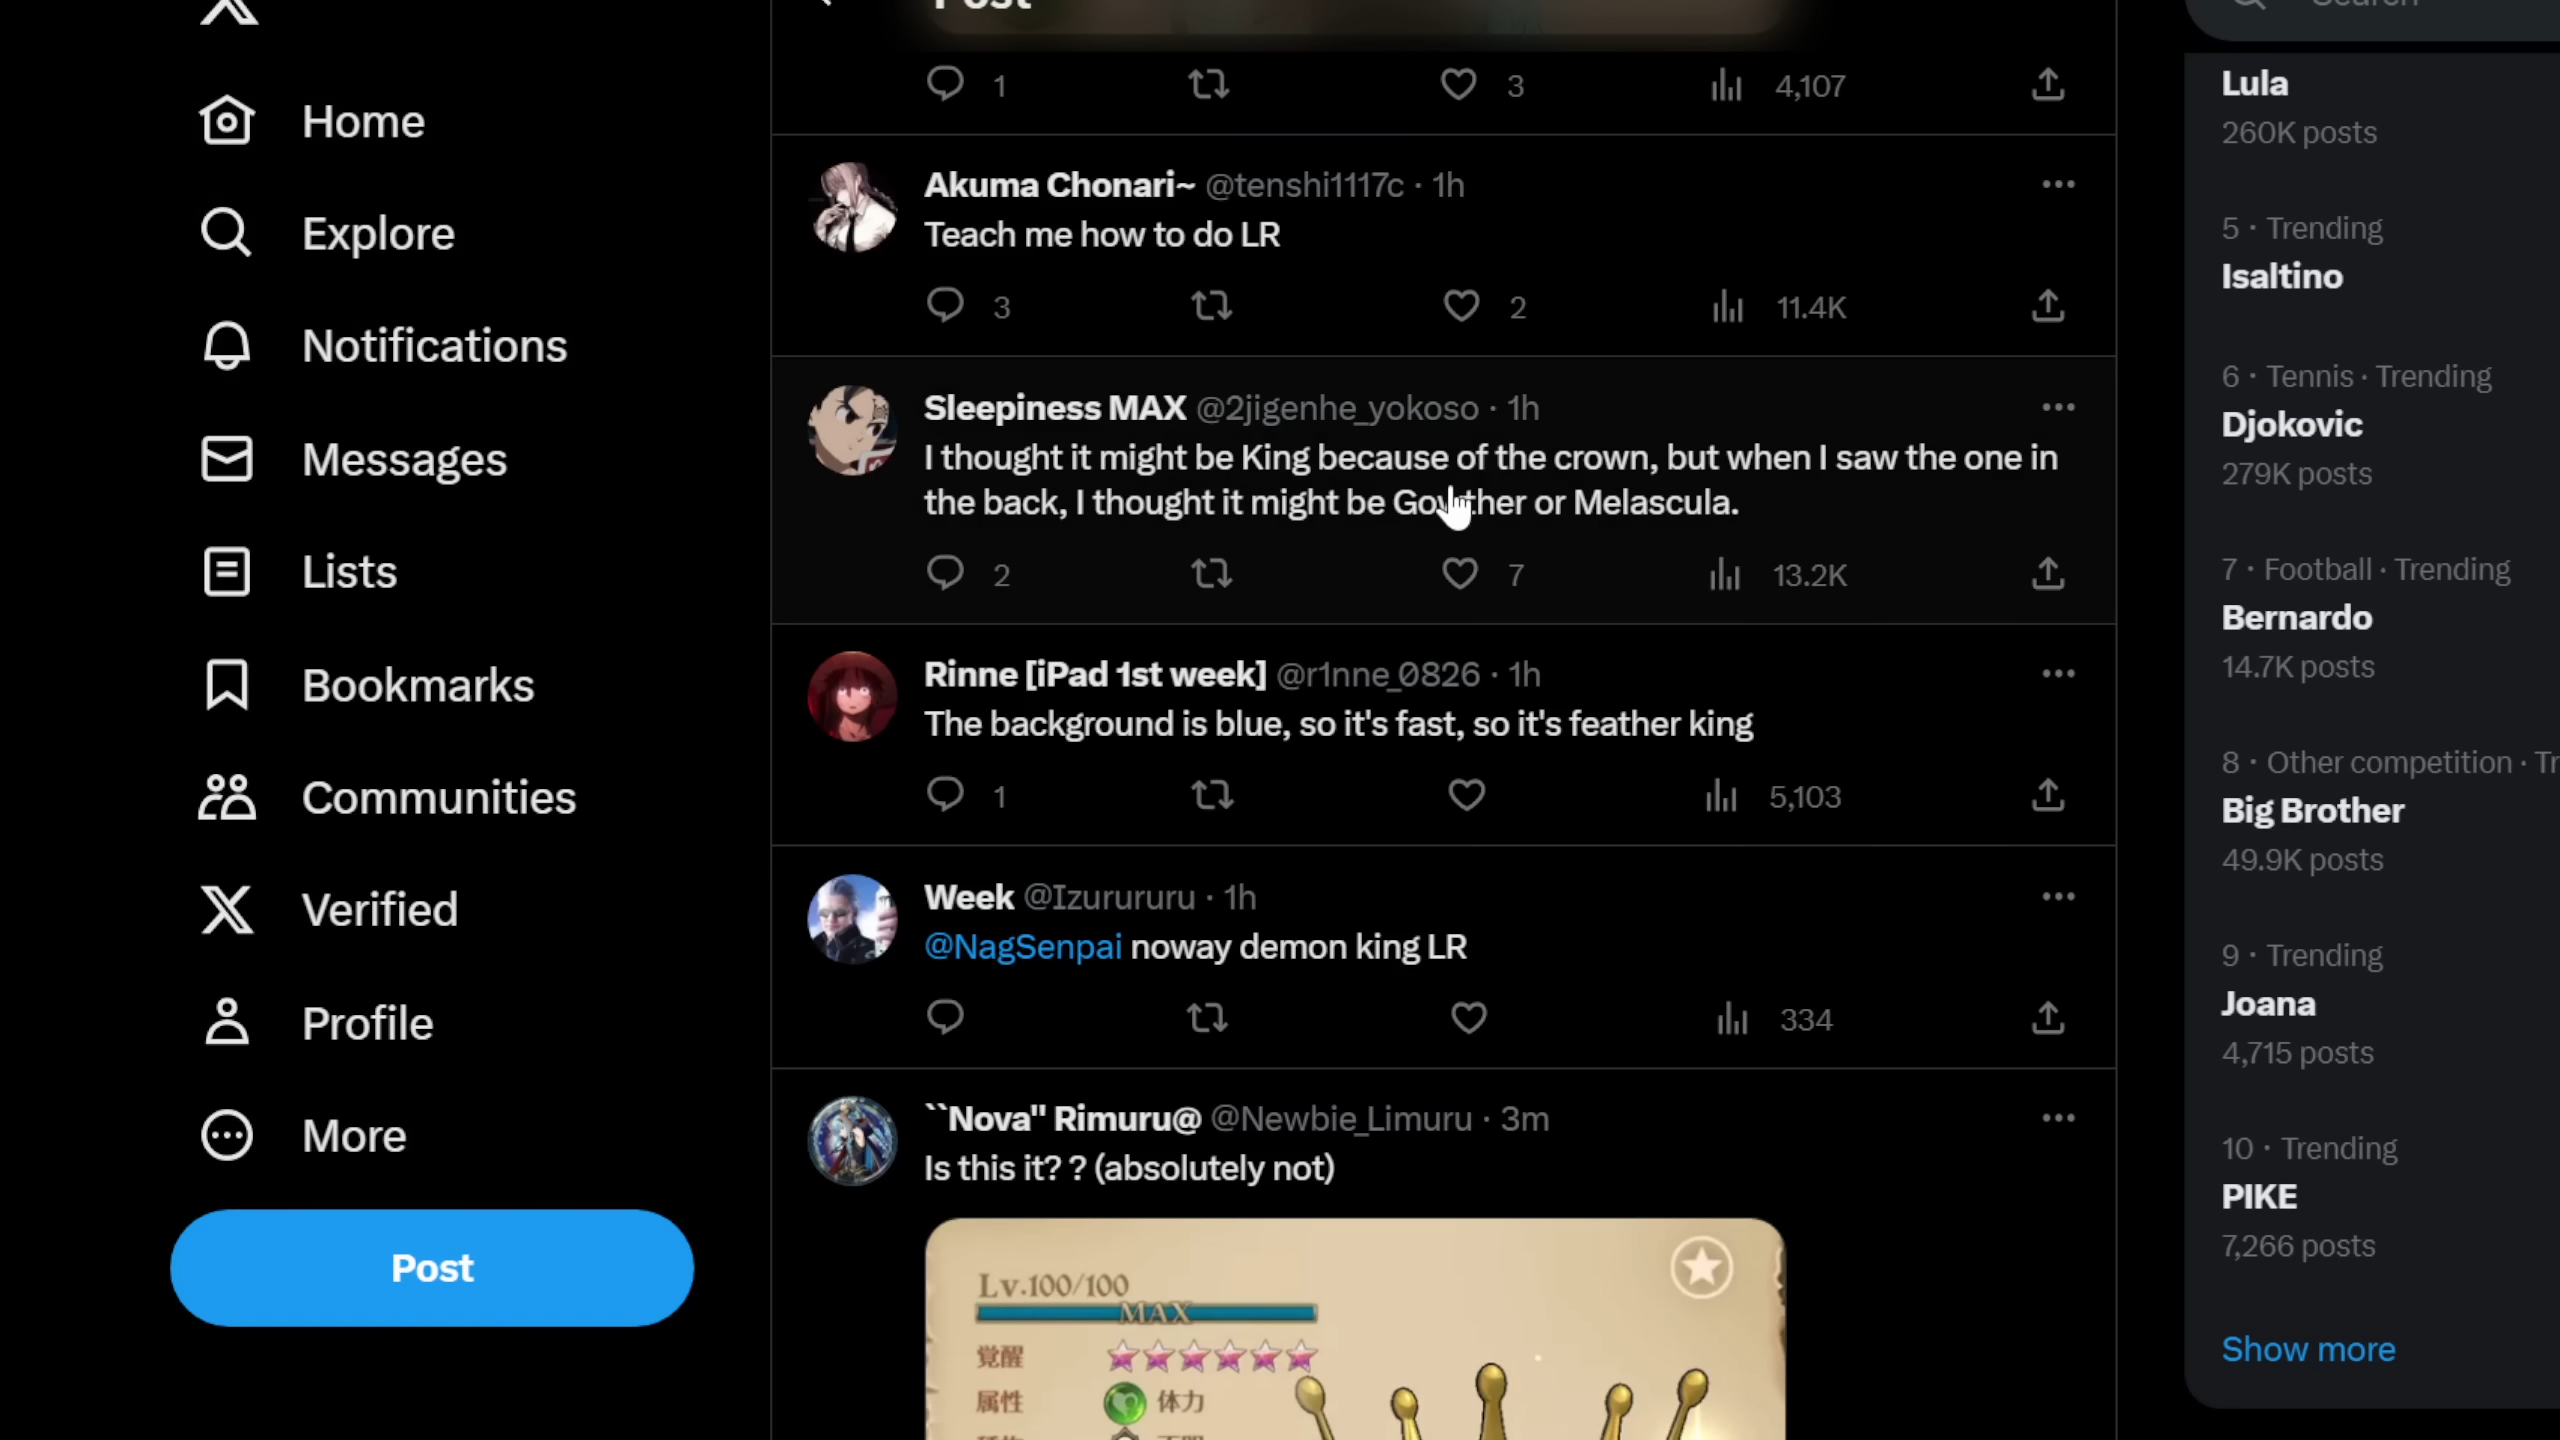 Post
1 3 4,107
Home
Explore
Notifications
Messages
Lists
Bookmarks
Communities
Verified
Profile
More
Post
Akuma Chonari~ @tenshi1117c · 1h
Teach me how to do LR
3 2 11.4K
Sleepiness MAX @2jigenhe_yokoso · 1h
I thought it might be King because of the crown, but when I saw the one in
the back, I thought it might be Gowther or Melascula.
2 7 13.2K
Rinne [iPad 1st week] @r1nne_0826 · 1h
The background is blue, so it's fast, so it's feather king
1 5,103
Week @Izurururu · 1h
@NagSenpai noway demon king LR
334
``Nova" Rimuru@ @Newbie_Limuru · 3m
Is this it? ? (absolutely not)
Lv.100/100
MAX
覚醒
属性 体力
Search
Lula
260K posts
5 · Trending
Isaltino
6 · Tennis · Trending
Djokovic
279K posts
7 · Football · Trending
Bernardo
14.7K posts
8 · Other competition · Tr
Big Brother
49.9K posts
9 · Trending
Joana
4,715 posts
10 · Trending
PIKE
7,266 posts
Show more